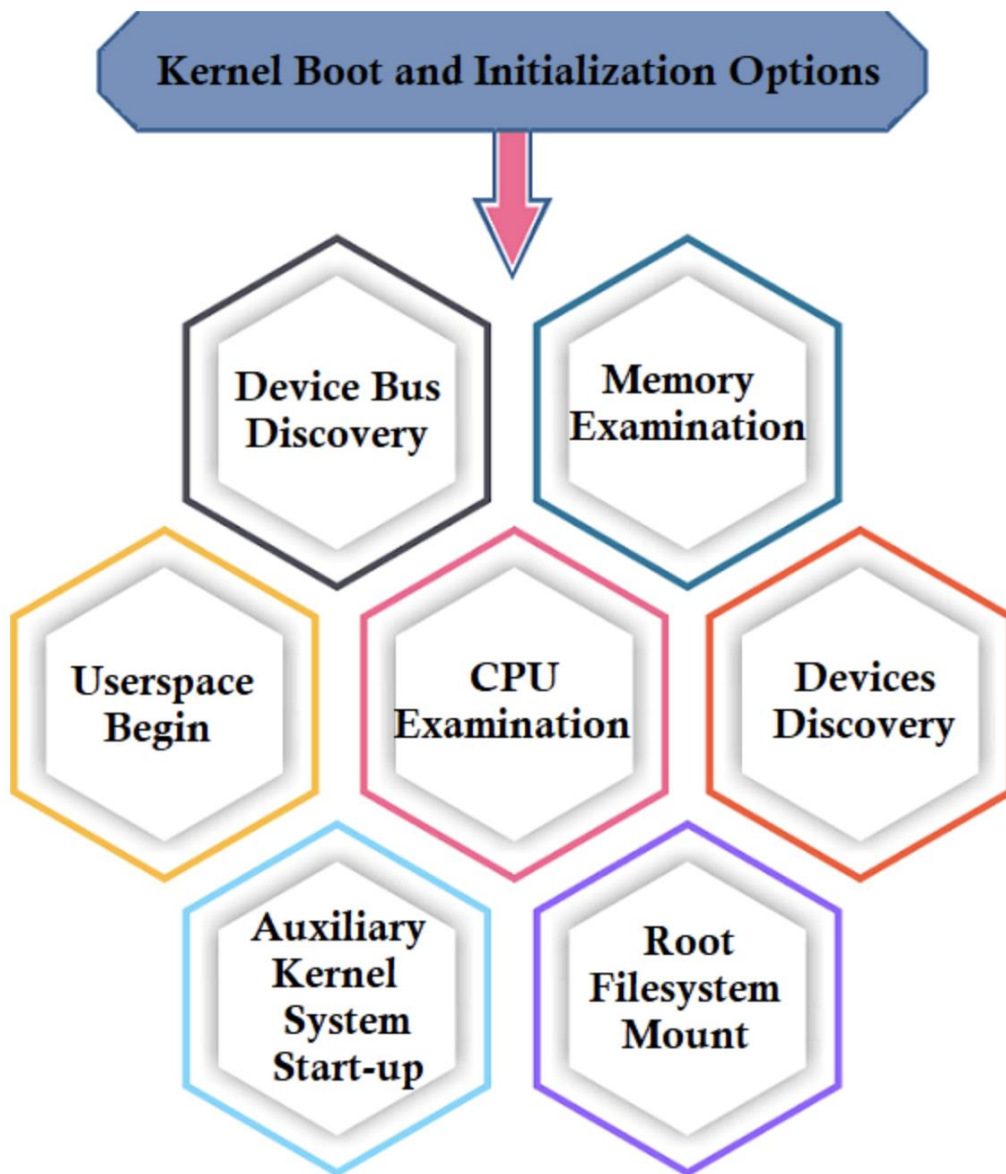 Kernel Boot and Initialization Options
Device Bus
Discovery
Memory
Examination
Userspace
Begin
CPU
Examination
Devices
Discovery
Auxiliary
Kernel
System
Start-up
Root
Filesystem
Mount